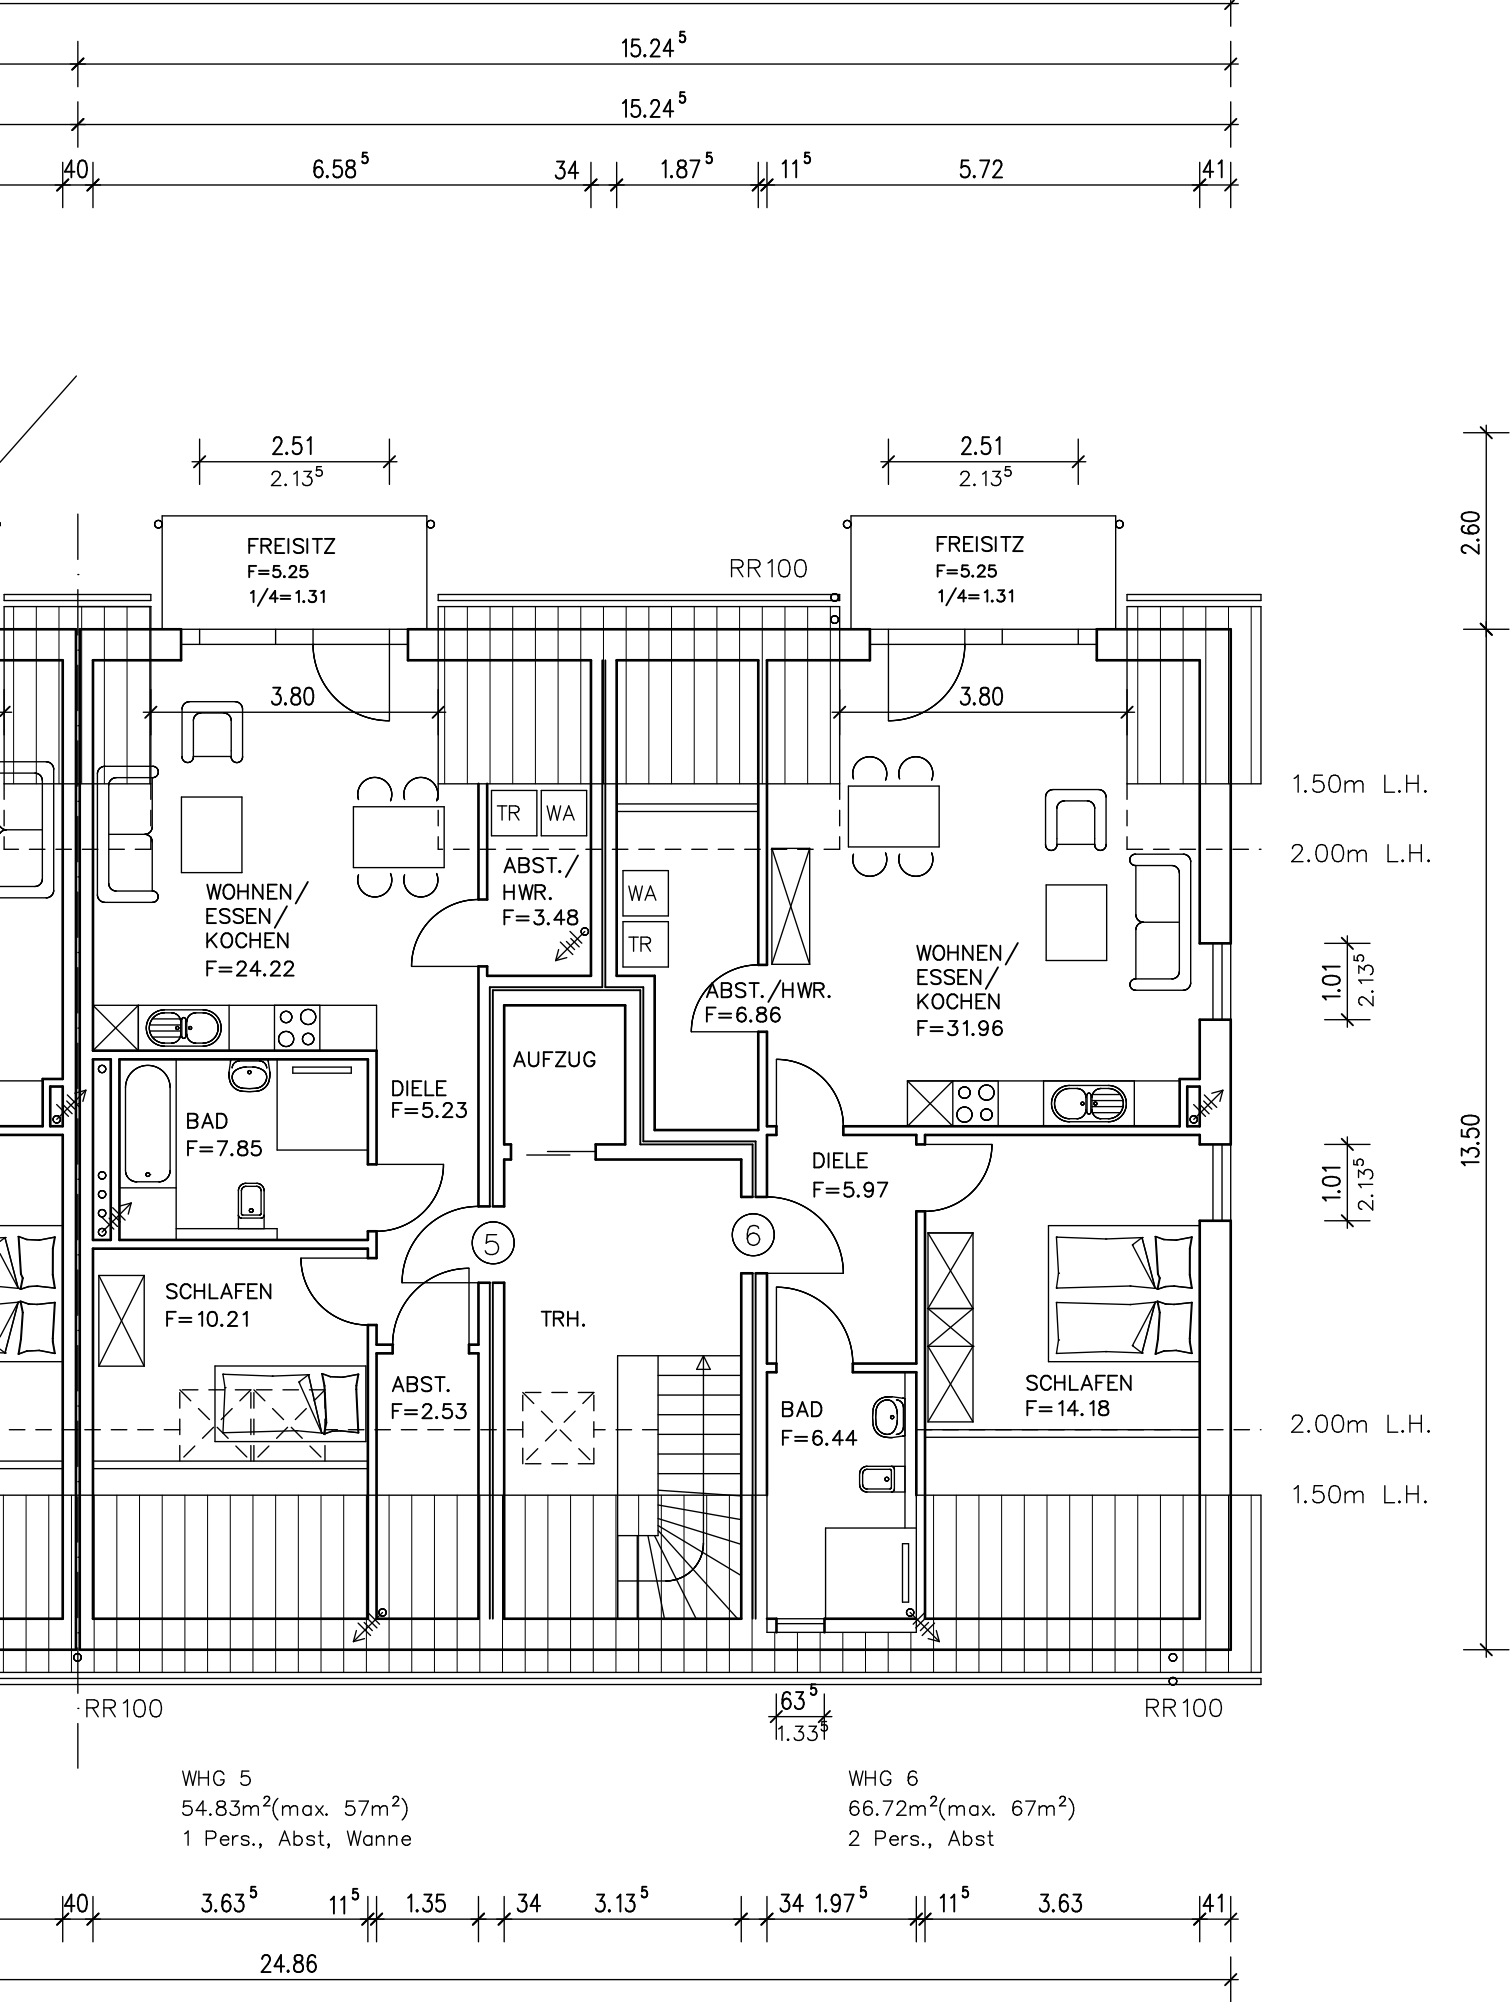 15.24⁵
15.24⁵
40 6.58⁵ 34 1.87⁵ 11⁵ 5.72 41
2.51
2.13⁵
2.51
2.13⁵
2.60
FREISITZ
F=5.25
1/4=1.31
RR100
FREISITZ
F=5.25
1/4=1.31
3.80
3.80
1.50m L.H.
2.00m L.H.
TR WA
ABST./
HWR.
F=3.48
WA
TR
WOHNEN/
ESSEN/
KOCHEN
F=24.22
ABST./HWR.
F=6.86
WOHNEN/
ESSEN/
KOCHEN
F=31.96
1.01
2.13⁵
AUFZUG
DIELE
F=5.23
BAD
F=7.85
13.50
DIELE
F=5.97
1.01
2.13⁵
5
6
SCHLAFEN
F=10.21
TRH.
ABST.
F=2.53
BAD
F=6.44
SCHLAFEN
F=14.18
2.00m L.H.
1.50m L.H.
RR100
63⁵
1.33⁵
RR100
WHG 5
54.83m²(max. 57m²)
1 Pers., Abst, Wanne
WHG 6
66.72m²(max. 67m²)
2 Pers., Abst
40 3.63⁵ 11⁵ 1.35 34 3.13⁵ 34 1.97⁵ 11⁵ 3.63 41
24.86